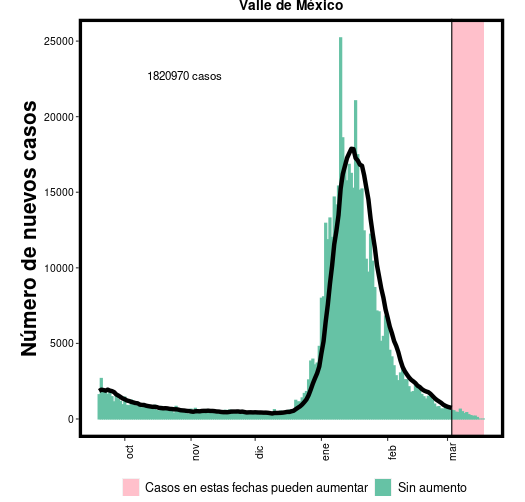 Valle de México
25000
1820970 casos
20000
15000
10000
5000
0
Número de nuevos casos
oct
nov
dic
ene
feb
mar
Casos en estas fechas pueden aumentar
Sin aumento